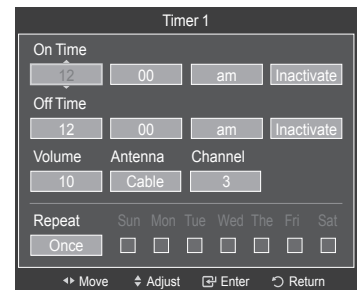 Timer 1
On Time
12 00 am Inactivate
Off Time
12 00 am Inactivate
Volume Antenna Channel
10 Cable 3
Repeat Sun Mon Tue Wed The Fri Sat
Once
Move Adjust Enter Return